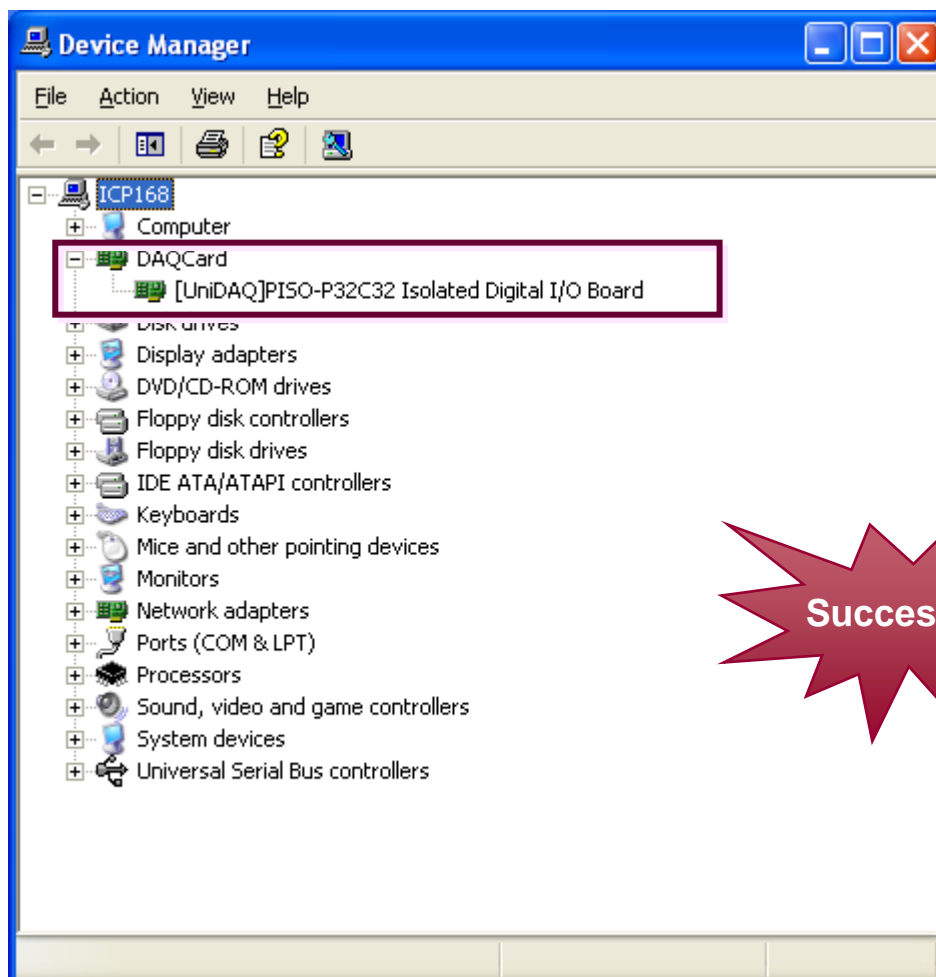 Device Manager
File Action View Help
ICP168
Computer
DAQCard
[UniDAQ]PISO-P32C32 Isolated Digital I/O Board
Disk drives
Display adapters
DVD/CD-ROM drives
Floppy disk controllers
Floppy disk drives
IDE ATA/ATAPI controllers
Keyboards
Mice and other pointing devices
Monitors
Network adapters
Ports (COM & LPT)
Succes
Processors
Sound, video and game controllers
System devices
Universal Serial Bus controllers